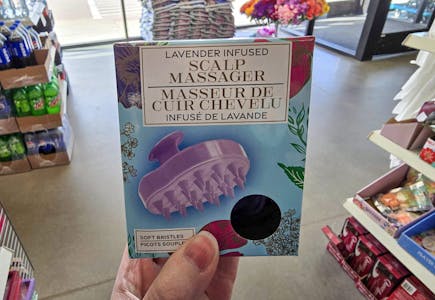 LAVENDER INFUSED
SCALP
MASSAGER
MASSEUR DE
CUIR CHEVELU
INFUSÉ DE LAVANDE
SOFT BRISTLES
PICOTS SOUPLES